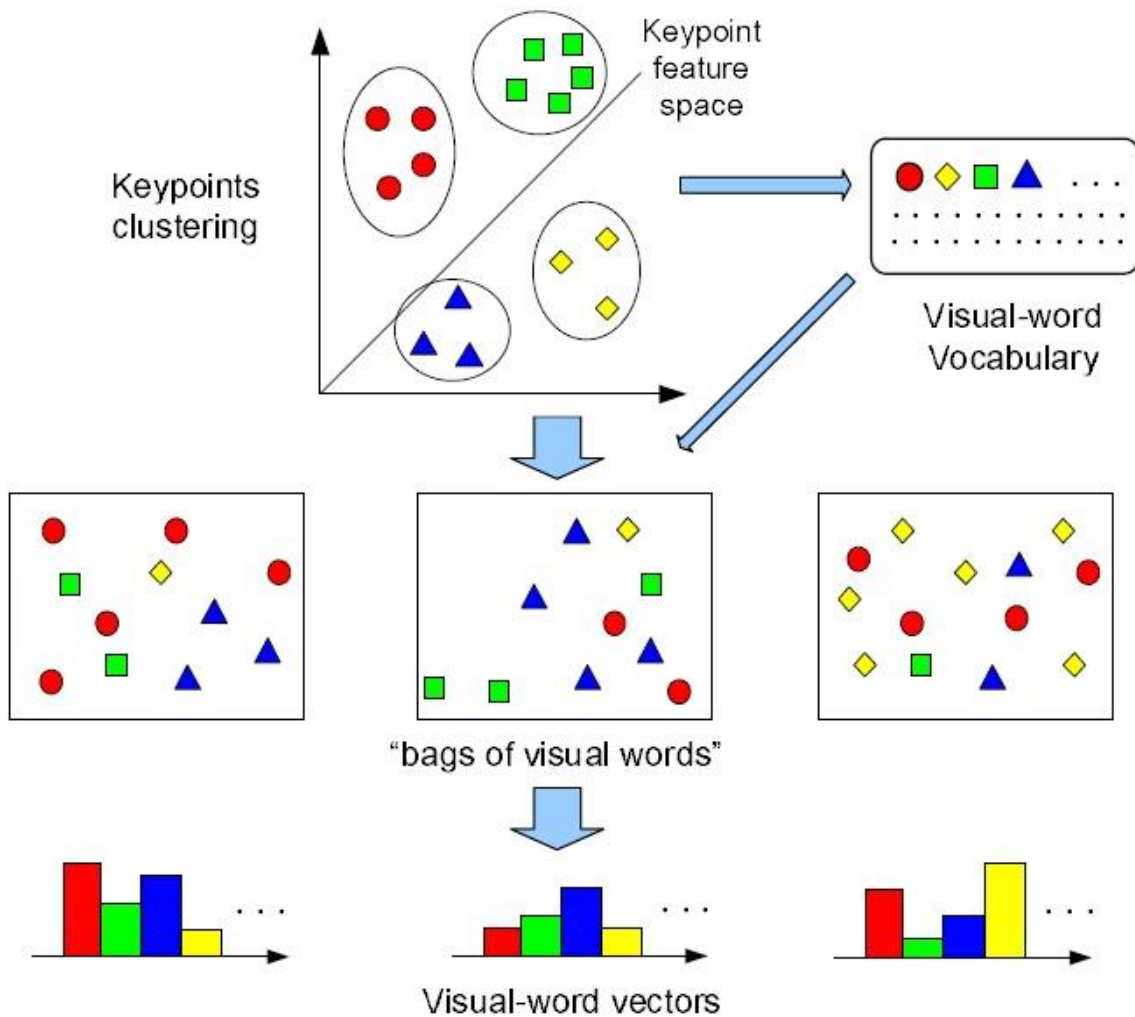 Keypoint
feature
space
Keypoints
clustering
. . .
Visual-word
Vocabulary
“bags of visual words”
. . .
. . .
. . .
Visual-word vectors